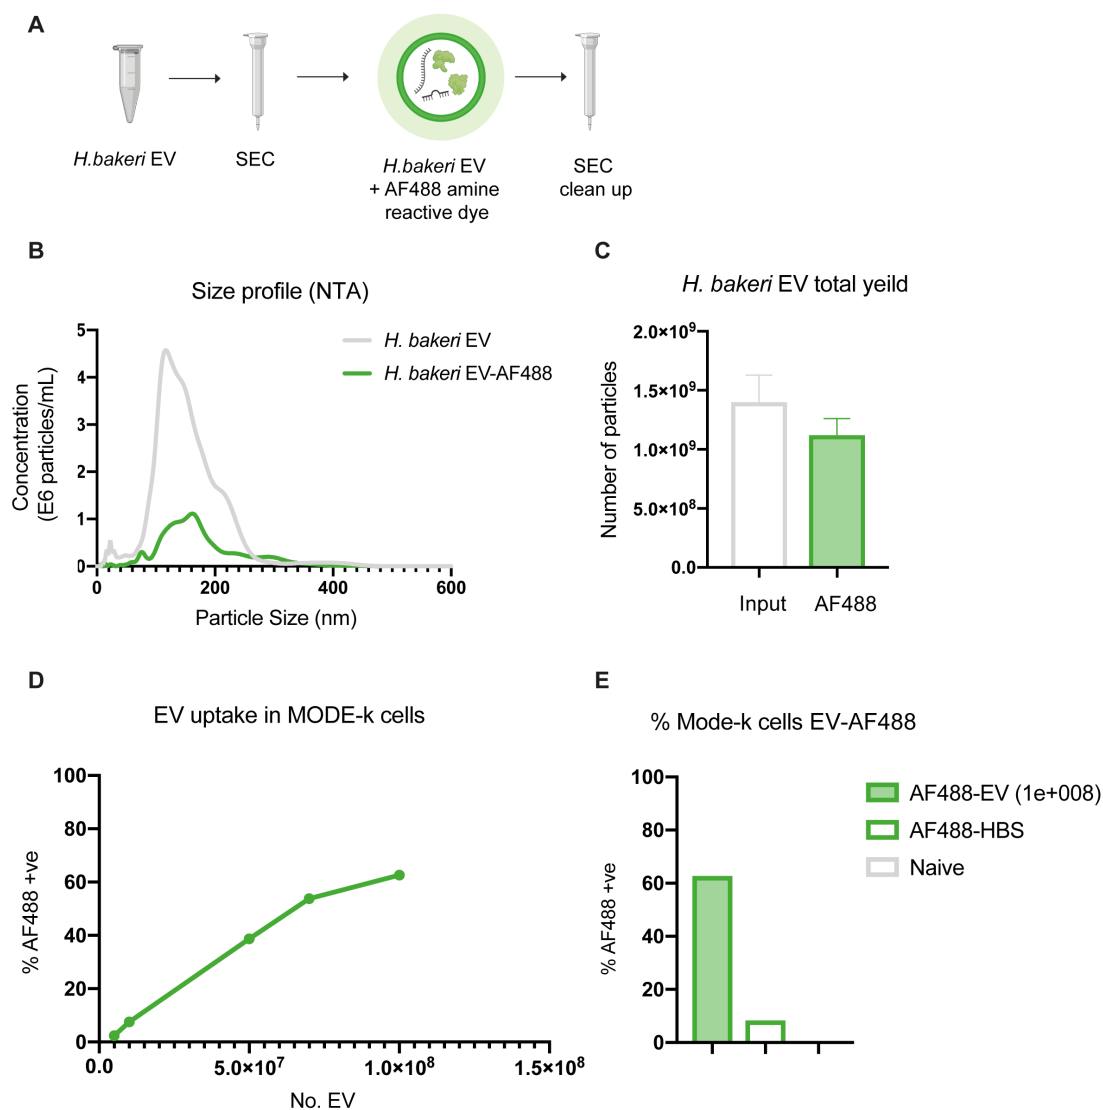 A
H.bakeri EV
SEC
H.bakeri EV
+ AF488 amine
reactive dye
SEC
clean up
B
Size profile (NTA)
H. bakeri EV
H. bakeri EV-AF488
Concentration
(E6 particles/mL)
5
4
3
2
1
0
0
200
400
600
Particle Size (nm)
C
H. bakeri EV total yeild
Number of particles
2.0×10⁹
1.5×10⁹
1.0×10⁹
5.0×10⁸
0.0
Input
AF488
D
EV uptake in MODE-k cells
% AF488 +ve
100
80
60
40
20
0
0.0
5.0×10⁷
1.0×10⁸
1.5×10⁸
No. EV
E
% Mode-k cells EV-AF488
% AF488 +ve
100
80
60
40
20
0
AF488-EV (1e+008)
AF488-HBS
Naive